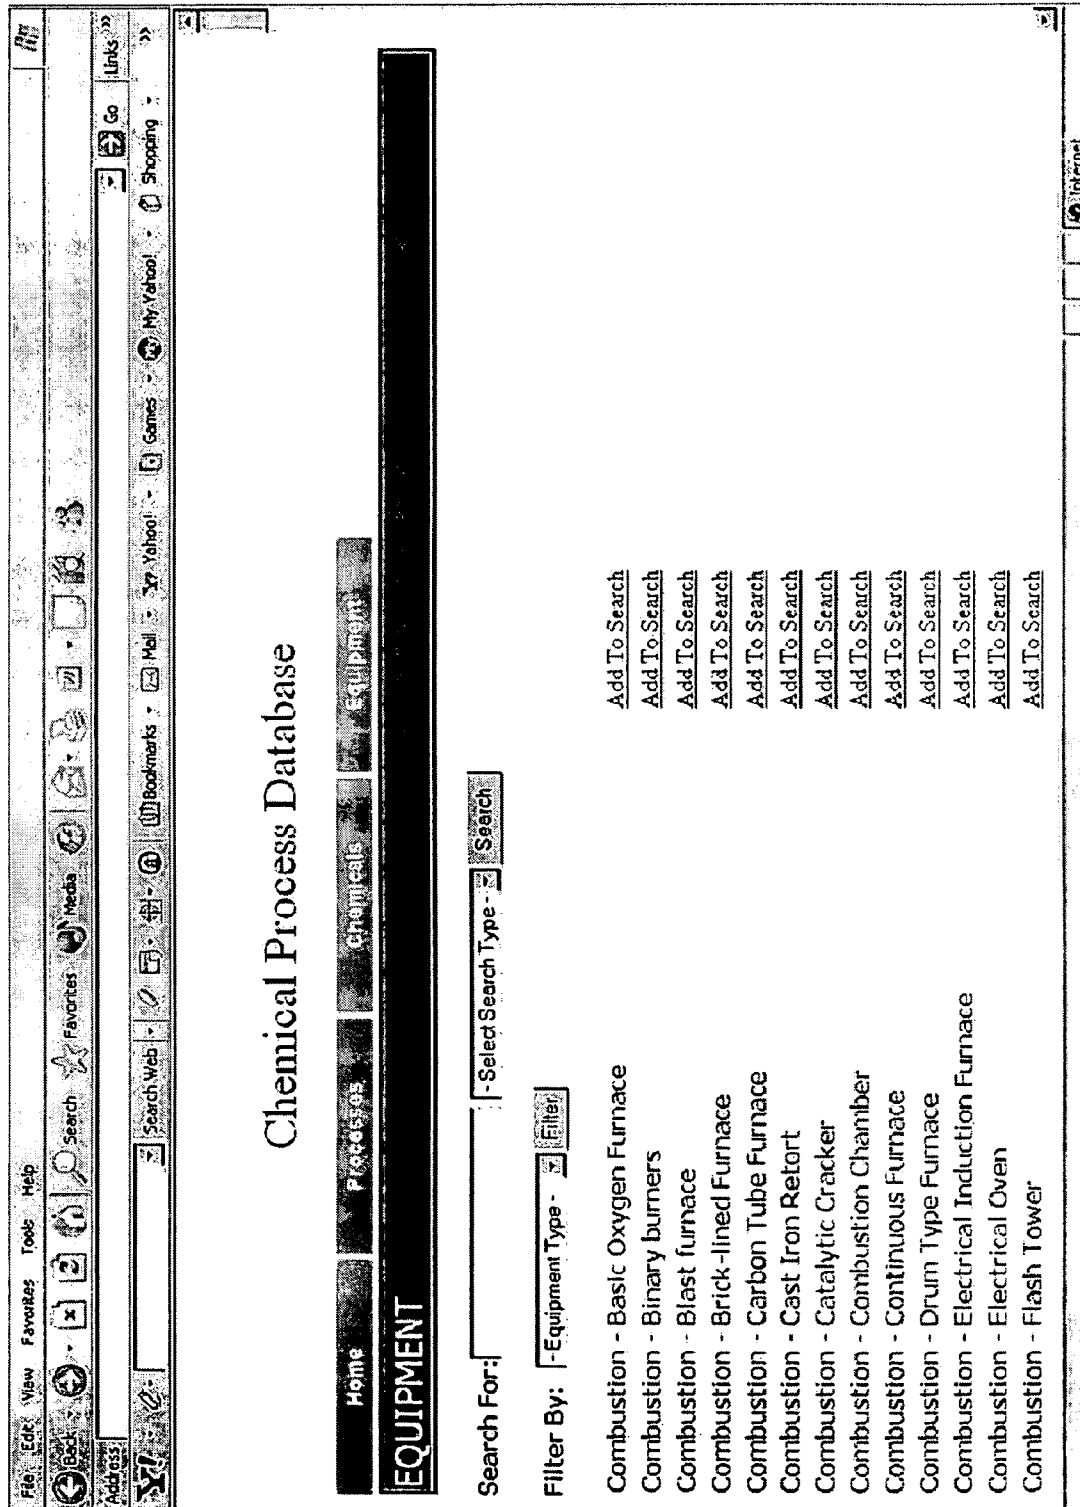 File Edit View Favorites Tools Help
Back Search Favorites Media
Address Go Links »
Y! Search Web Bookmarks Mail Yahoo! Games My Yahoo! Shopping »
Chemical Process Database
Home Processes Chemicals Equipment
EQUIPMENT
Search For: - Select Search Type - Search
Filter By: - Equipment Type - Filter
Combustion - Basic Oxygen Furnace Add To Search
Combustion - Binary burners Add To Search
Combustion - Blast furnace Add To Search
Combustion - Brick-lined Furnace Add To Search
Combustion - Carbon Tube Furnace Add To Search
Combustion - Cast Iron Retort Add To Search
Combustion - Catalytic Cracker Add To Search
Combustion - Combustion Chamber Add To Search
Combustion - Continuous Furnace Add To Search
Combustion - Drum Type Furnace Add To Search
Combustion - Electrical Induction Furnace Add To Search
Combustion - Electrical Oven Add To Search
Combustion - Flash Tower Add To Search
Internet